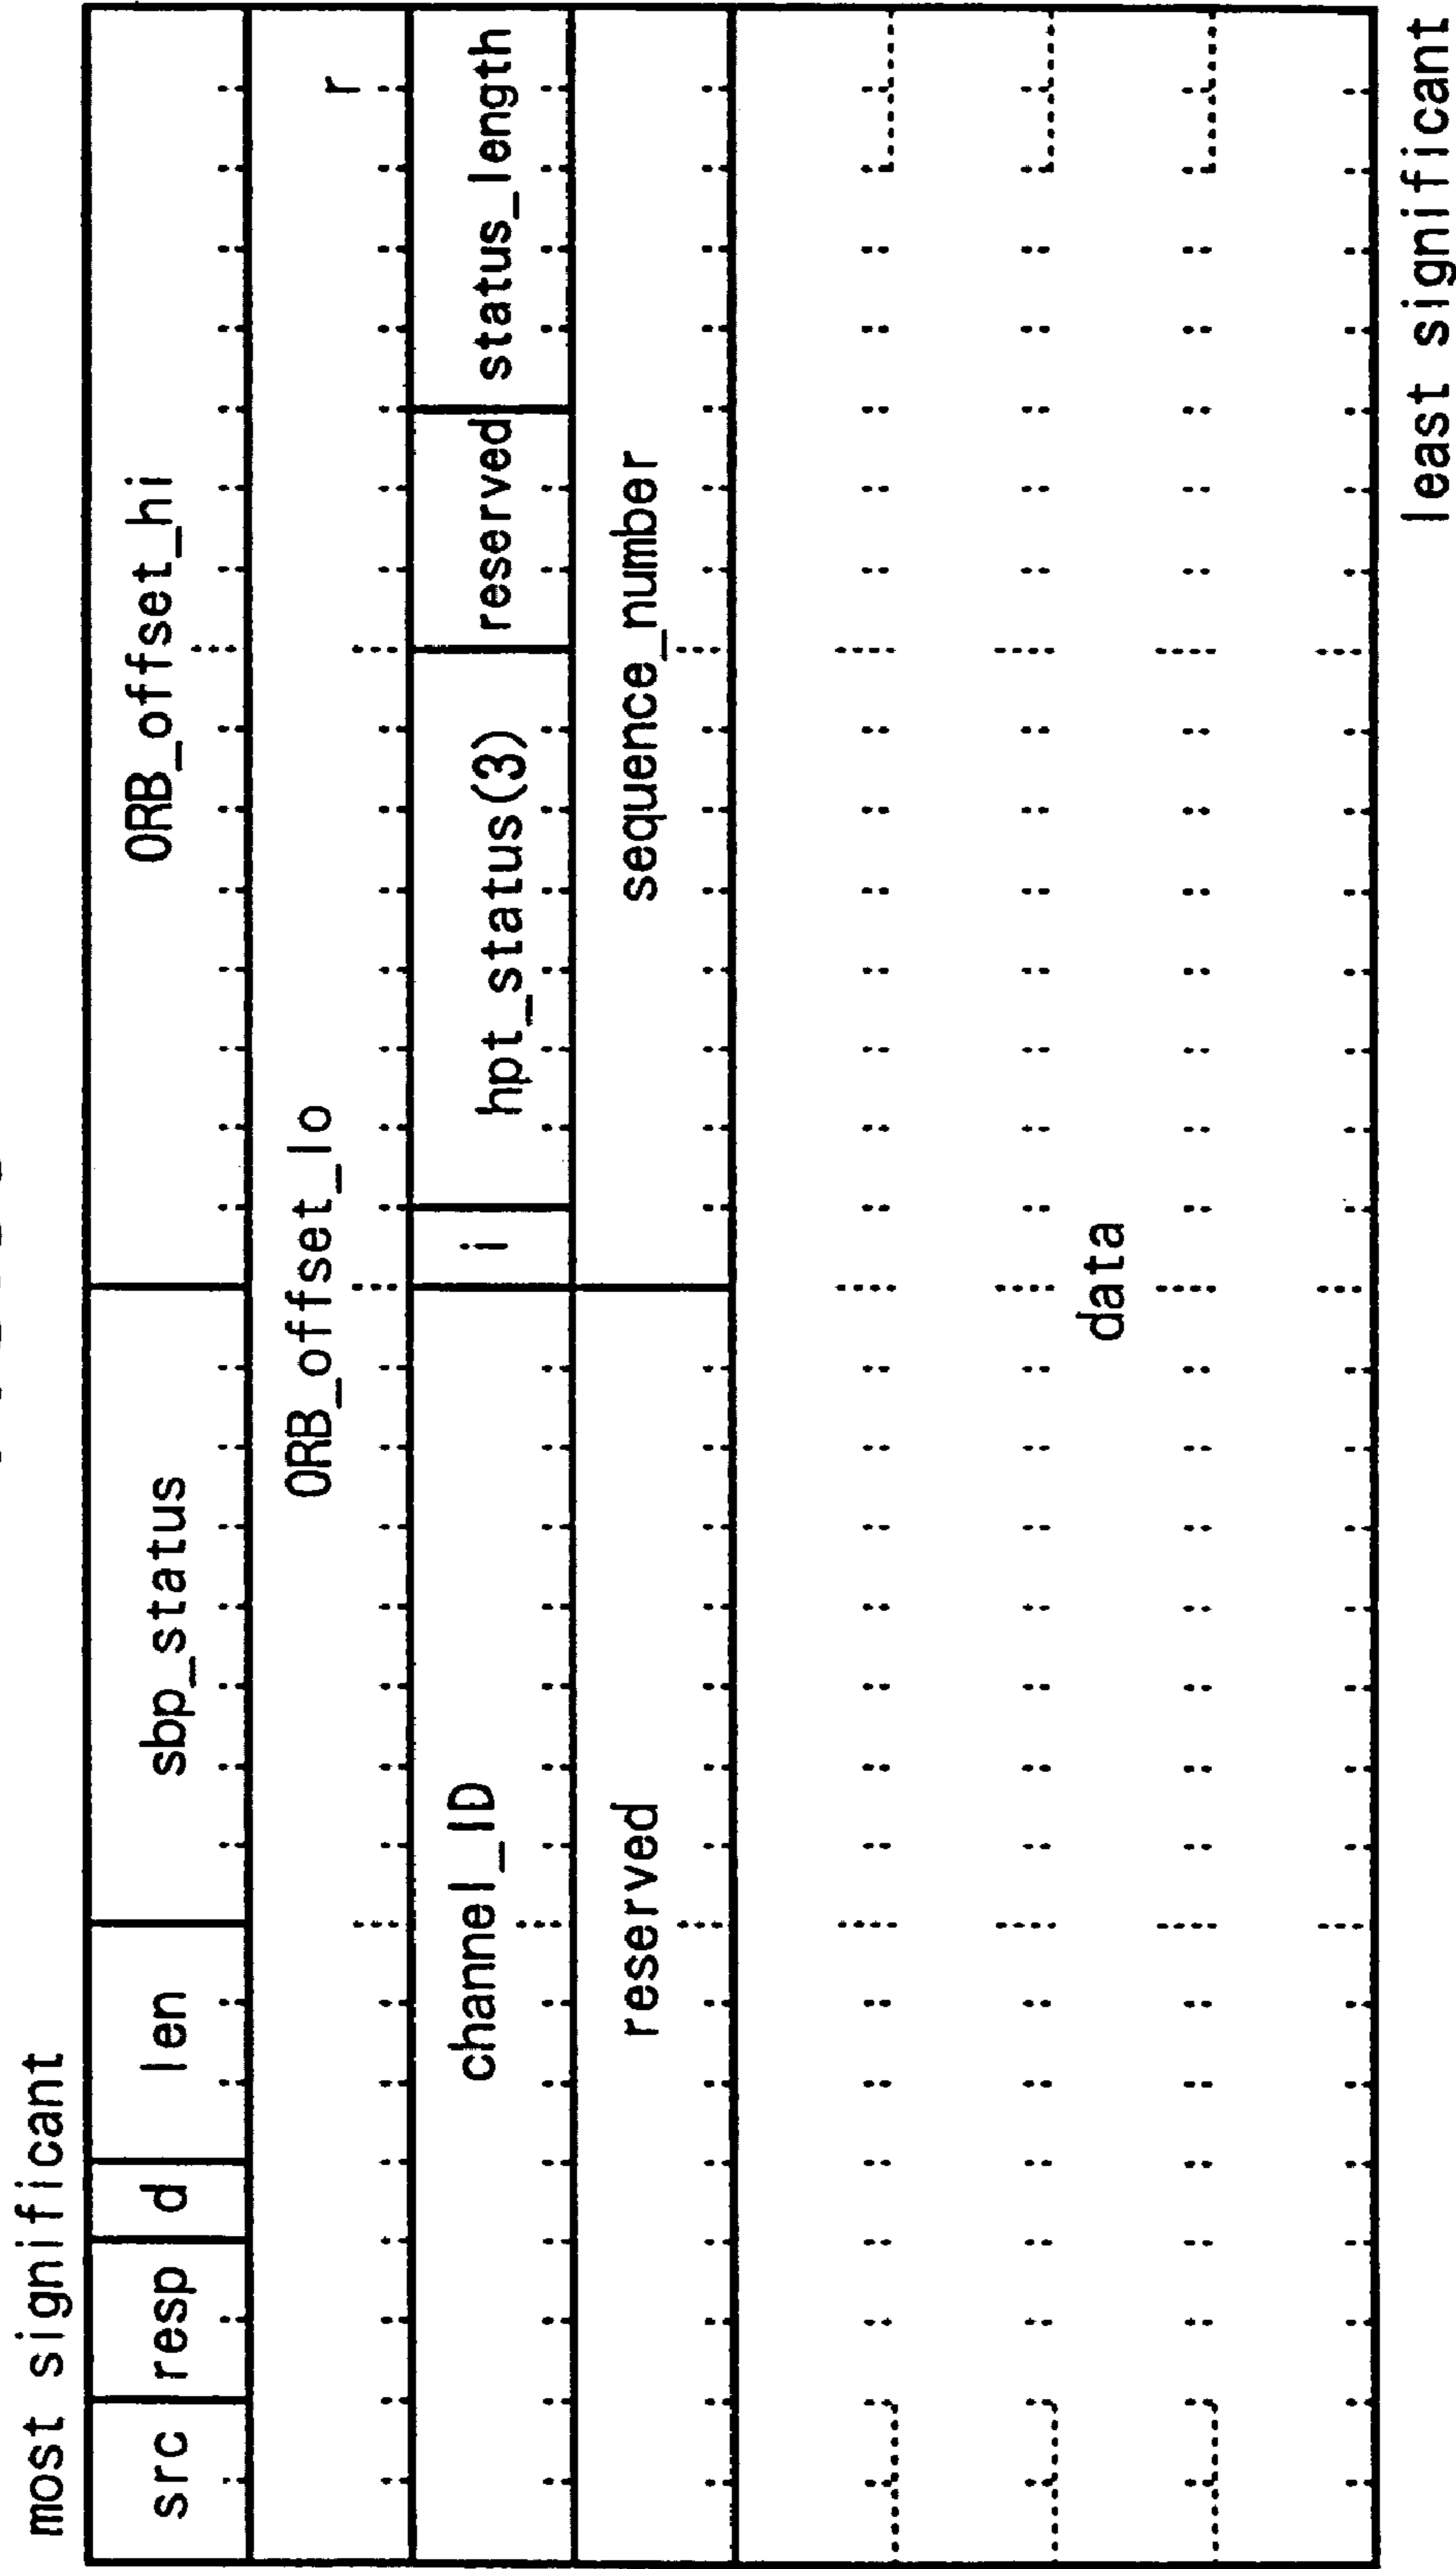 most significant
src resp d len sbp_status ORB_offset_hi
ORB_offset_lo r
channel_ID i hpt_status(3) reserved status_length
reserved sequence_number
data
least significant